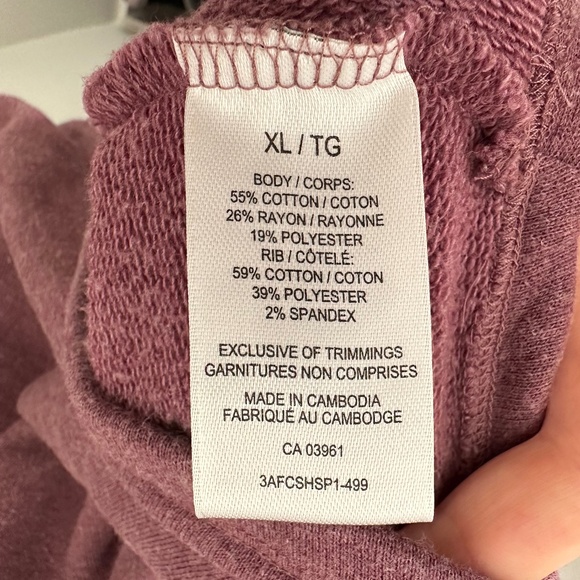 XL / TG
BODY / CORPS:
55% COTTON / COTON
26% RAYON / RAYONNE
19% POLYESTER
RIB / CÔTELÉ:
59% COTTON / COTON
39% POLYESTER
2% SPANDEX
EXCLUSIVE OF TRIMMINGS
GARNITURES NON COMPRISES
MADE IN CAMBODIA
FABRIQUÉ AU CAMBODGE
CA 03961
3AFCSHSP1-499